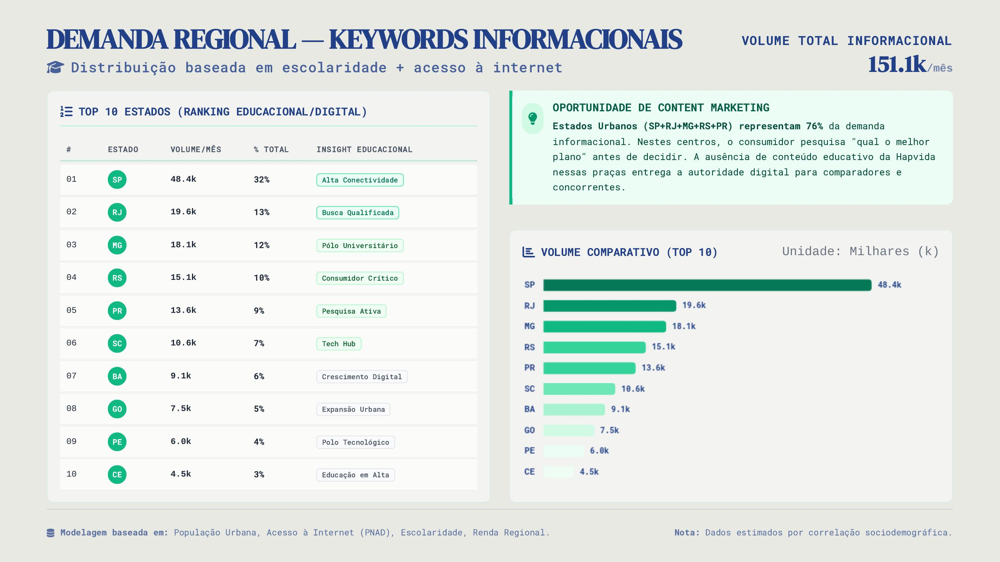 DEMANDA REGIONAL — KEYWORDS INFORMACIONAIS
Distribuição baseada em escolaridade + acesso à internet
VOLUME TOTAL INFORMACIONAL
151.1k/mês
TOP 10 ESTADOS (RANKING EDUCACIONAL/DIGITAL)
# ESTADO VOLUME/MÊS % TOTAL INSIGHT EDUCACIONAL
01 SP 48.4k 32% Alta Conectividade
02 RJ 19.6k 13% Busca Qualificada
03 MG 18.1k 12% Pólo Universitário
04 RS 15.1k 10% Consumidor Crítico
05 PR 13.6k 9% Pesquisa Ativa
06 SC 10.6k 7% Tech Hub
07 BA 9.1k 6% Crescimento Digital
08 GO 7.5k 5% Expansão Urbana
09 PE 6.0k 4% Polo Tecnológico
10 CE 4.5k 3% Educação em Alta
OPORTUNIDADE DE CONTENT MARKETING
Estados Urbanos (SP+RJ+MG+RS+PR) representam 76% da demanda
informacional. Nestes centros, o consumidor pesquisa "qual o melhor
plano" antes de decidir. A ausência de conteúdo educativo da Hapvida
nessas praças entrega a autoridade digital para comparadores e
concorrentes.
VOLUME COMPARATIVO (TOP 10)
Unidade: Milhares (k)
SP 48.4k
RJ 19.6k
MG 18.1k
RS 15.1k
PR 13.6k
SC 10.6k
BA 9.1k
GO 7.5k
PE 6.0k
CE 4.5k
Modelagem baseada em: População Urbana, Acesso à Internet (PNAD), Escolaridade, Renda Regional.
Nota: Dados estimados por correlação sociodemográfica.